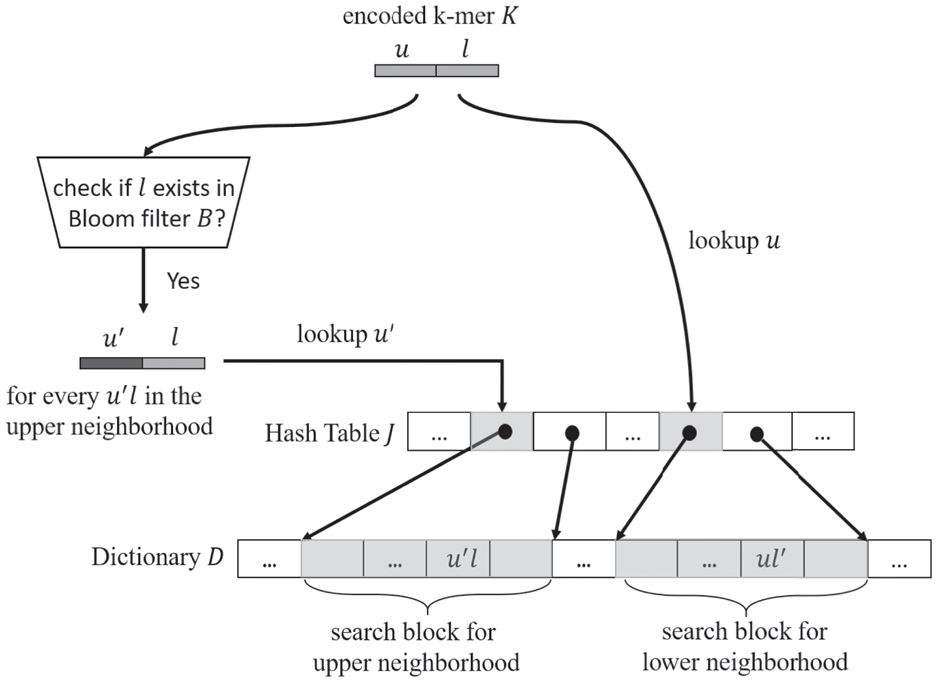 encoded k-mer K
u l
check if l exists in
Bloom filter B?
Yes
lookup u
u' l
lookup u'
for every u'l in the
upper neighborhood
Hash Table J
... ... ...
Dictionary D
... ... u'l ... ... ul' ...
search block for
upper neighborhood
search block for
lower neighborhood